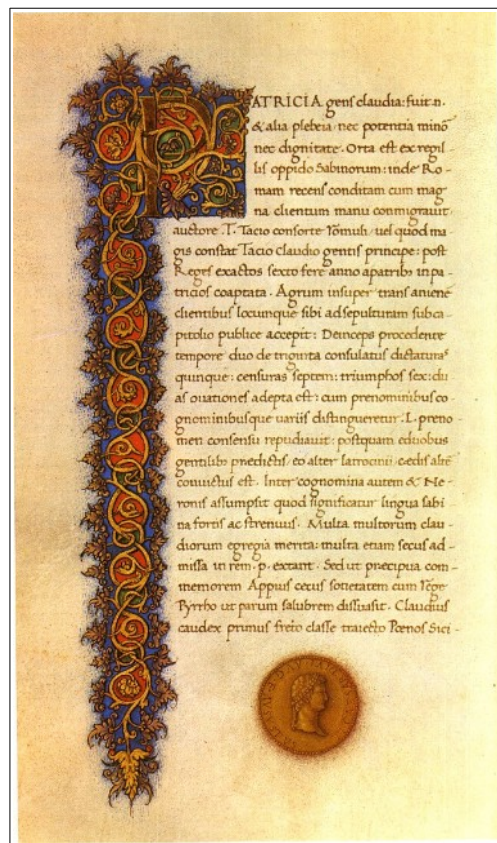 PATRICIA gens claudia: fuit .n.
& alia plebeia: nec potentia minō
nec dignitate. Orta est ex regil-
lis oppido Sabinorum: inde Ro-
mam recens conditam cum mag
na clientum manu conmigrauit
auctore .T. Tacio consorte Romuli: uel quod ma-
gis constat Tacio Claudio gentis principe: post
Reges exactos sexto fere anno apatribꝰ in pa-
tricios coaptata. Agrum insuper trans anienē
clientibus locumque sibi ad sepulturam sub ca-
pitolio publice accepit: Deinceps procedente
tempore duo de triginta consulatus dictaturas
quinque: censuras septem: triumphos sex: du
as ouationes adepta est: cum prenominibus co-
gnominibusque variis distingueretur .L. preno
men consensu repudiauit: postquam e duobus
gentilibꝰ predictis eo alter latrocinii, cedis altē
conuictus est. Inter cognomina autem & Ne-
ronis assumpsit quod significatur lingua sabi
na fortis ac strenuus. Multa multorum clau-
diorum egregia merita: multa etiam secus ad-
missa in rem .p. extant. Sed ut precipua com-
memorem Appius cecus societatem cum rege
Pyrrho ut parum salubrem dissuasit. Claudius
caudex primus freto classe traiecto Poenos Sici-